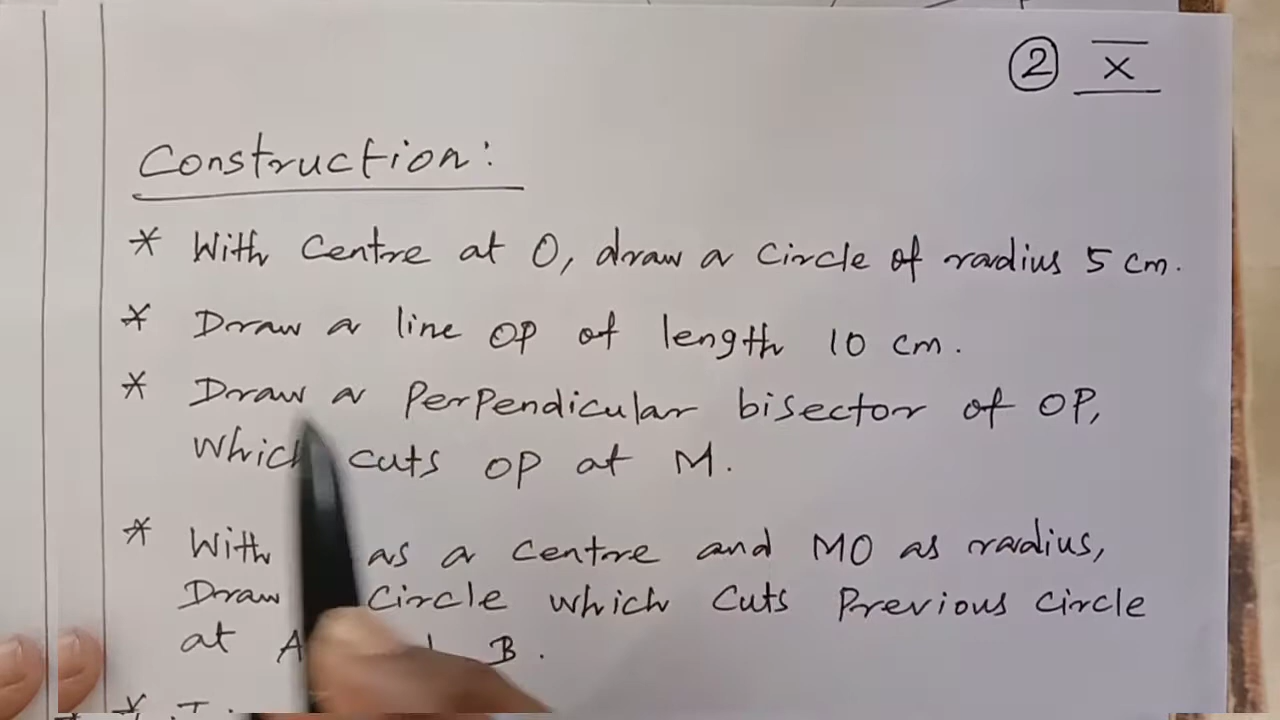 ② X
Construction:
* With Centre at O, draw a Circle of radius 5 cm.
* Draw a line OP of length 10 cm.
* Draw a Perpendicular bisector of OP,
Which cuts OP at M.
* With as a Centre and MO as radius,
Draw Circle which Cuts Previous Circle
at A B.
*